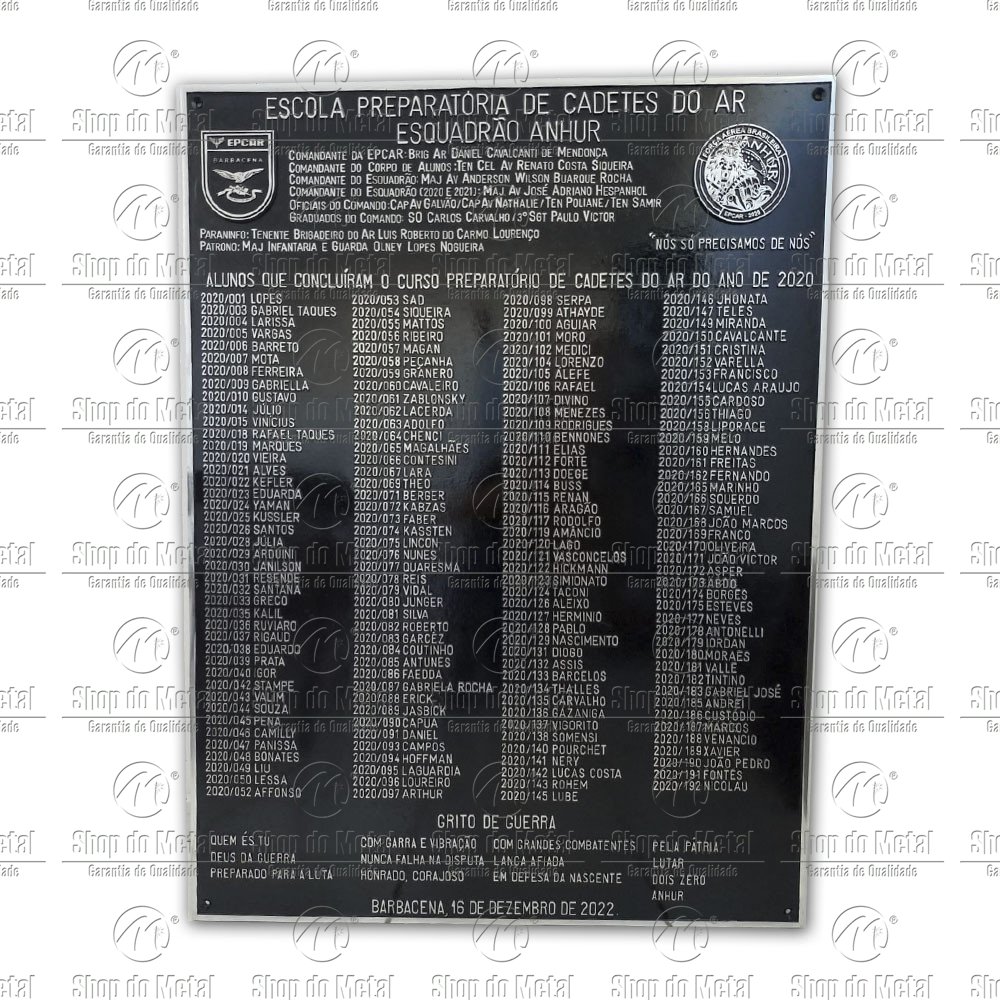 ESCOLA PREPARATÓRIA DE CADETES DO AR
ESQUADRÃO ANHUR
EPCAR
BARBACENA
COMANDANTE DA EPCAR: BRIG AR DANIEL CAVALCANTI DE MENDONÇA
COMANDANTE DO CORPO DE ALUNOS: TEN CEL AV RENATO COSTA SIQUEIRA
COMANDANTE DO ESQUADRÃO: MAJ AV ANDERSON WILSON BUARQUE ROCHA
COMANDANTE DO ESQUADRÃO (2020 E 2021): MAJ AV JOSÉ ADRIANO HESPANHOL
OFICIAIS DO COMANDO: CAP AV GALVÃO/CAP AV NATHALIE/TEN POLIANE/TEN SAMIR
GRADUADOS DO COMANDO: SO CARLOS CARVALHO/3º SGT PAULO VICTOR
FORÇA AÉREA BRASILEIRA
ANHUR
EPCAR - 2020
PARANINFO: TENENTE BRIGADEIRO DO AR LUIS ROBERTO DO CARMO LOURENÇO
PATRONO: MAJ INFANTARIA E GUARDA OLNEY LOPES NOGUEIRA
"NÓS SÓ PRECISAMOS DE NÓS"
ALUNOS QUE CONCLUÍRAM O CURSO PREPARATÓRIO DE CADETES DO AR DO ANO DE 2020
2020/001 LOPES
2020/003 GABRIEL TAQUES
2020/004 LARISSA
2020/005 VARGAS
2020/006 BARRETO
2020/007 MOTA
2020/008 FERREIRA
2020/009 GABRIELLA
2020/010 GUSTAVO
2020/014 JÚLIO
2020/015 VINÍCIUS
2020/018 RAFAEL TAQUES
2020/019 MARQUES
2020/020 VIEIRA
2020/021 ALVES
2020/022 KEFLER
2020/023 EDUARDA
2020/024 YAMAN
2020/025 KUSSLER
2020/026 SANTOS
2020/028 JÚLIA
2020/029 ARDUINI
2020/030 JANILSON
2020/031 RESENDE
2020/032 SANTANA
2020/033 GRECO
2020/035 KALIL
2020/036 RUVIARO
2020/037 RIGAUD
2020/038 EDUARDO
2020/039 PRATA
2020/040 IGOR
2020/042 STAMPE
2020/043 VALIM
2020/044 SOUZA
2020/045 PENA
2020/046 CAMILLY
2020/047 PANISSA
2020/048 BONATES
2020/049 LIU
2020/050 LESSA
2020/052 AFFONSO
2020/053 SAD
2020/054 SIQUEIRA
2020/055 MATTOS
2020/056 RIBEIRO
2020/057 MAGAN
2020/058 PEÇANHA
2020/059 GRANERO
2020/060 CAVALEIRO
2020/061 ZABLONSKY
2020/062 LACERDA
2020/063 ADOLFO
2020/064 CHENCI
2020/065 MAGALHÃES
2020/066 CONTESINI
2020/067 LARA
2020/069 THEO
2020/071 BERGER
2020/072 KABZAS
2020/073 FABER
2020/074 KASSTEN
2020/075 LINCON
2020/076 NUNES
2020/077 QUARESMA
2020/078 REIS
2020/079 VIDAL
2020/080 JUNGER
2020/081 SILVA
2020/082 ROBERTO
2020/083 GARCEZ
2020/084 COUTINHO
2020/085 ANTUNES
2020/086 FAEDDA
2020/087 GABRIELA ROCHA
2020/088 ERICK
2020/089 JASBICK
2020/090 CAPUA
2020/091 DANIEL
2020/093 CAMPOS
2020/094 HOFFMAN
2020/095 LAGUARDIA
2020/096 LOUREIRO
2020/097 ARTHUR
2020/098 SERPA
2020/099 ATHAYDE
2020/100 AGUIAR
2020/101 MORO
2020/102 MEDICI
2020/104 LORENZO
2020/105 ALEFE
2020/106 RAFAEL
2020/107 DIVINO
2020/108 MENEZES
2020/109 RODRIGUES
2020/110 BENNONES
2020/111 ELIAS
2020/112 FORTE
2020/113 DOEGE
2020/114 BUSS
2020/115 RENAN
2020/116 ARAGÃO
2020/117 RODOLFO
2020/119 AMÂNCIO
2020/120 LAGO
2020/121 VASCONCELOS
2020/122 HICKMANN
2020/123 SIMIONATO
2020/124 TACONI
2020/126 ALEIXO
2020/127 HERMINIO
2020/128 PABLO
2020/129 NASCIMENTO
2020/131 DIOGO
2020/132 ASSIS
2020/133 BARCELOS
2020/134 THALLES
2020/135 CARVALHO
2020/136 GAZANIGA
2020/137 VIGORITO
2020/138 SOMENSI
2020/140 POURCHET
2020/141 NERY
2020/142 LUCAS COSTA
2020/143 ROHEM
2020/145 LUBE
2020/146 JHONATA
2020/147 TELES
2020/149 MIRANDA
2020/150 CAVALCANTE
2020/151 CRISTINA
2020/152 VARELLA
2020/153 FRANCISCO
2020/154 LUCAS ARAUJO
2020/155 CARDOSO
2020/156 THIAGO
2020/158 LIPORACE
2020/159 MELO
2020/160 HERNANDES
2020/161 FREITAS
2020/162 FERNANDO
2020/165 MARINHO
2020/166 SQUERDO
2020/167 SAMUEL
2020/168 JOÃO MARCOS
2020/169 FRANCO
2020/170 OLIVEIRA
2020/171 JOÃO VICTOR
2020/172 ASPER
2020/173 ABDO
2020/174 BORGES
2020/175 ESTEVES
2020/177 NEVES
2020/178 ANTONELLI
2020/179 IORDAN
2020/180 MORAES
2020/181 VALLE
2020/182 TINTINO
2020/183 GABRIEL JOSÉ
2020/185 ANDREI
2020/186 CUSTÓDIO
2020/187 MARCOS
2020/188 VENANCIO
2020/189 XAVIER
2020/190 JOÃO PEDRO
2020/191 FONTES
2020/192 NICOLAU
GRITO DE GUERRA
QUEM ÉS TU
DEUS DA GUERRA
PREPARADO PARA A LUTA
COM GARRA E VIBRAÇÃO
NUNCA FALHA NA DISPUTA
HONRADO, CORAJOSO
COM GRANDES COMBATENTES
LANÇA AFIADA
EM DEFESA DA NASCENTE
PELA PÁTRIA
LUTAR
DOIS ZERO
ANHUR
BARBACENA, 16 DE DEZEMBRO DE 2022.
Shop do Metal
Garantia de Qualidade